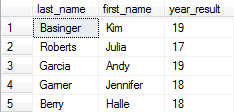 last_name first_name year_result
1 Basinger Kim 19
2 Roberts Julia 17
3 Garcia Andy 19
4 Garner Jennifer 18
5 Berry Halle 18